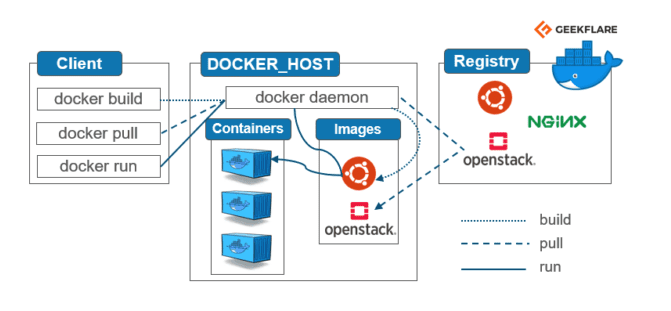 GEEKFLARE
Client
docker build
docker pull
docker run
DOCKER_HOST
docker daemon
Containers
Images
openstack.
Registry
NGINX
openstack.
build
pull
run